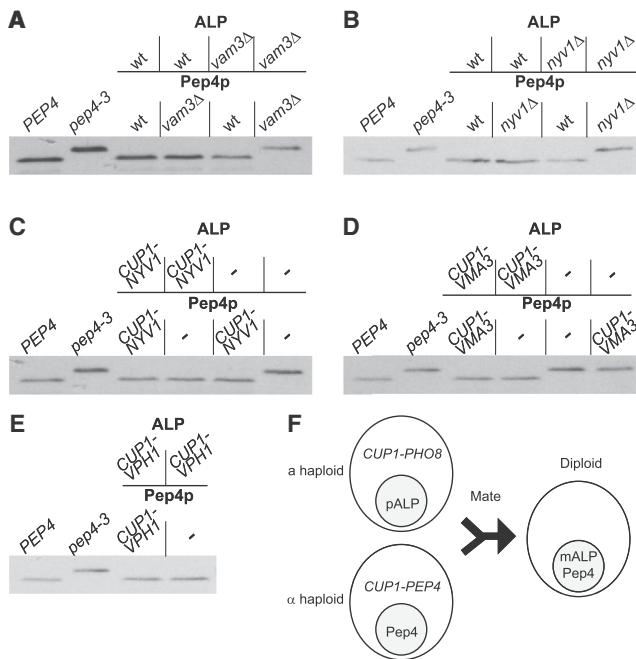 A
ALP
wt
wt
vam3Δ
vam3Δ
Pep4p
PEP4
pep4-3
wt
vam3Δ
wt
vam3Δ
B
ALP
wt
wt
nyv1Δ
nyv1Δ
Pep4p
PEP4
pep4-3
wt
nyv1Δ
wt
nyv1Δ
C
ALP
CUP1-
NYV1
CUP1-
NYV1
-
-
Pep4p
PEP4
pep4-3
CUP1-
NYV1
-
CUP1-
NYV1
-
D
ALP
CUP1-
VMA3
CUP1-
VMA3
-
-
Pep4p
PEP4
pep4-3
CUP1-
VMA3
-
-
CUP1-
VMA3
E
ALP
CUP1-
VPH1
CUP1-
VPH1
Pep4p
PEP4
pep4-3
CUP1-
VPH1
-
F
a haploid
CUP1-PHO8
pALP
Mate
Diploid
mALP
Pep4
α haploid
CUP1-PEP4
Pep4